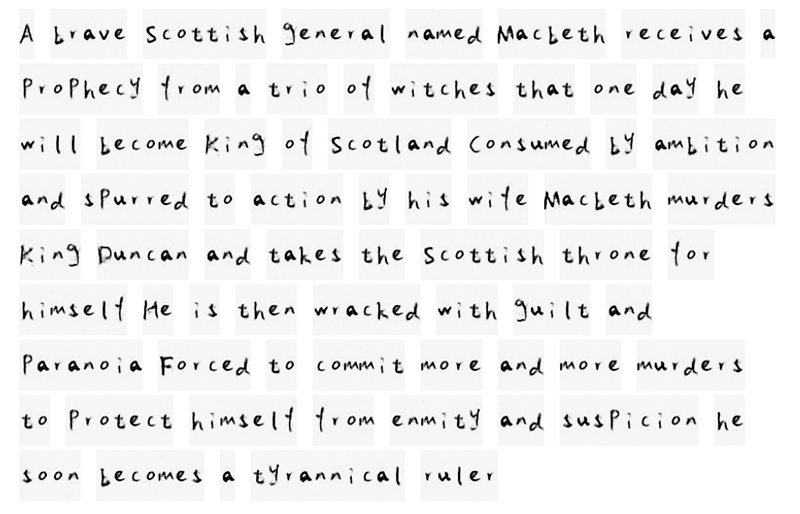 A brave Scottish general named Macbeth receives a
Prophecy from a trio of witches that one day he
will become King of Scotland Consumed by ambition
and spurred to action by his wife Macbeth murders
King Duncan and takes the Scottish throne for
himself He is then wracked with guilt and
Paranoia Forced to commit more and more murders
to Protect himself from enmity and suspicion he
soon becomes a tyrannical ruler